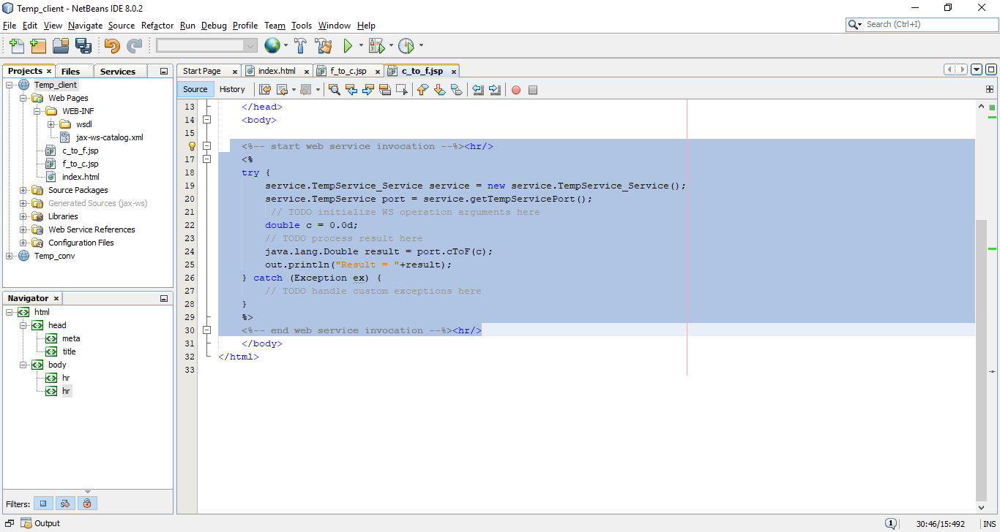 Temp_client - NetBeans IDE 8.0.2
File Edit View Navigate Source Refactor Run Debug Profile Team Tools Window Help
Search (Ctrl+I)
Projects Files Services
Temp_client
Web Pages
WEB-INF
wsdl
jax-ws-catalog.xml
c_to_f.jsp
f_to_c.jsp
index.html
Source Packages
Generated Sources (jax-ws)
Libraries
Web Service References
Configuration Files
Temp_conv
Navigator
html
head
meta
title
body
hr
hr
Filters:
Start Page index.html f_to_c.jsp c_to_f.jsp
Source History
13 </head>
14 <body>
15
<%-- start web service invocation --%><hr/>
17 <%
18 try {
19 service.TempService_Service service = new service.TempService_Service();
20 service.TempService port = service.getTempServicePort();
21 // TODO initialize WS operation arguments here
22 double c = 0.0d;
23 // TODO process result here
24 java.lang.Double result = port.cToF(c);
25 out.println("Result = "+result);
26 } catch (Exception ex) {
27 // TODO handle custom exceptions here
28 }
29 %>
30 <%-- end web service invocation --%><hr/>
31 </body>
32 </html>
33
Output
1
30:46/15:492 INS